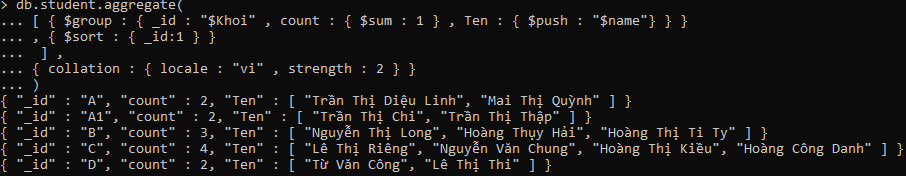 > db.student.aggregate(
... [ { $group : { _id : "$Khoi" , count : { $sum : 1 } , Ten : { $push : "$name"} } }
... , { $sort : { _id:1 } }
...  ] ,
... { collation : { locale : "vi" , strength : 2 } }
... )
{ "_id" : "A", "count" : 2, "Ten" : [ "Trần Thị Diệu Linh", "Mai Thị Quỳnh" ] }
{ "_id" : "A1", "count" : 2, "Ten" : [ "Trần Thị Chi", "Trần Thị Thập" ] }
{ "_id" : "B", "count" : 3, "Ten" : [ "Nguyễn Thị Long", "Hoàng Thụy Hải", "Hoàng Thị Ti Ty" ] }
{ "_id" : "C", "count" : 4, "Ten" : [ "Lê Thị Riêng", "Nguyễn Văn Chung", "Hoàng Thị Kiều", "Hoàng Công Danh" ] }
{ "_id" : "D", "count" : 2, "Ten" : [ "Từ Văn Công", "Lê Thị Thi" ] }